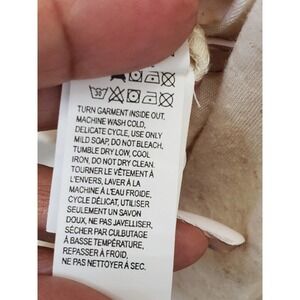 30
TURN GARMENT INSIDE OUT,
MACHINE WASH COLD,
DELICATE CYCLE, USE ONLY
MILD SOAP, DO NOT BLEACH,
TUMBLE DRY LOW, COOL
IRON, DO NOT DRY CLEAN.
TOURNER LE VÊTEMENT À
L'ENVERS, LAVER À LA
MACHINE À L'EAU FROIDE,
CYCLE DÉLICAT, UTILISER
SEULEMENT UN SAVON
DOUX, NE PAS JAVELLISER,
SÉCHER PAR CULBUTAGE
À BASSE TEMPÉRATURE,
REPASSER À FROID,
NE PAS NETTOYER À SEC.